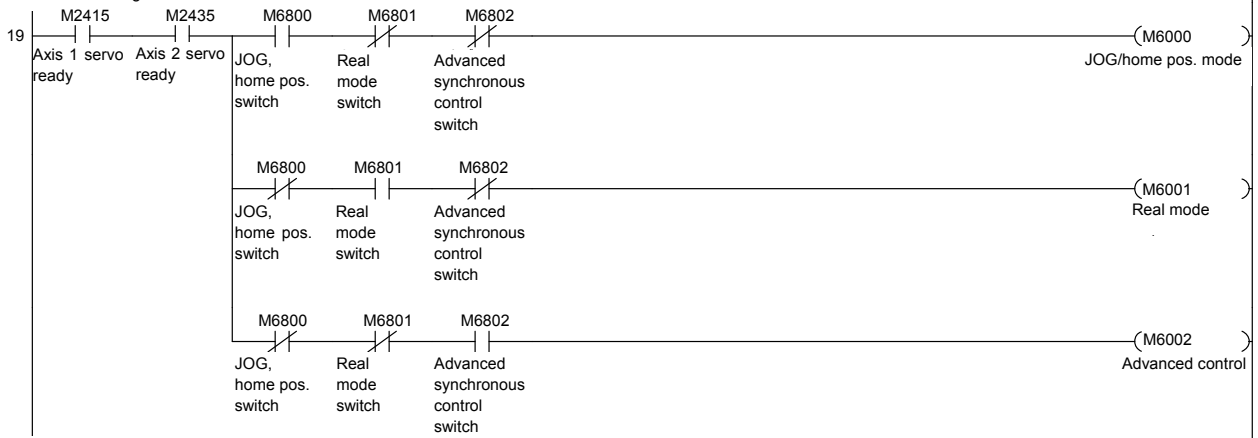 M2415 M2435 M6800 M6801 M6802
19 M6000
Axis 1 servo ready
Axis 2 servo ready
JOG, home pos. switch
Real mode switch
Advanced synchronous control switch
JOG/home pos. mode
M6800 M6801 M6802
M6001
JOG, home pos. switch
Real mode switch
Advanced synchronous control switch
Real mode
M6800 M6801 M6802
M6002
JOG, home pos. switch
Real mode switch
Advanced synchronous control switch
Advanced control